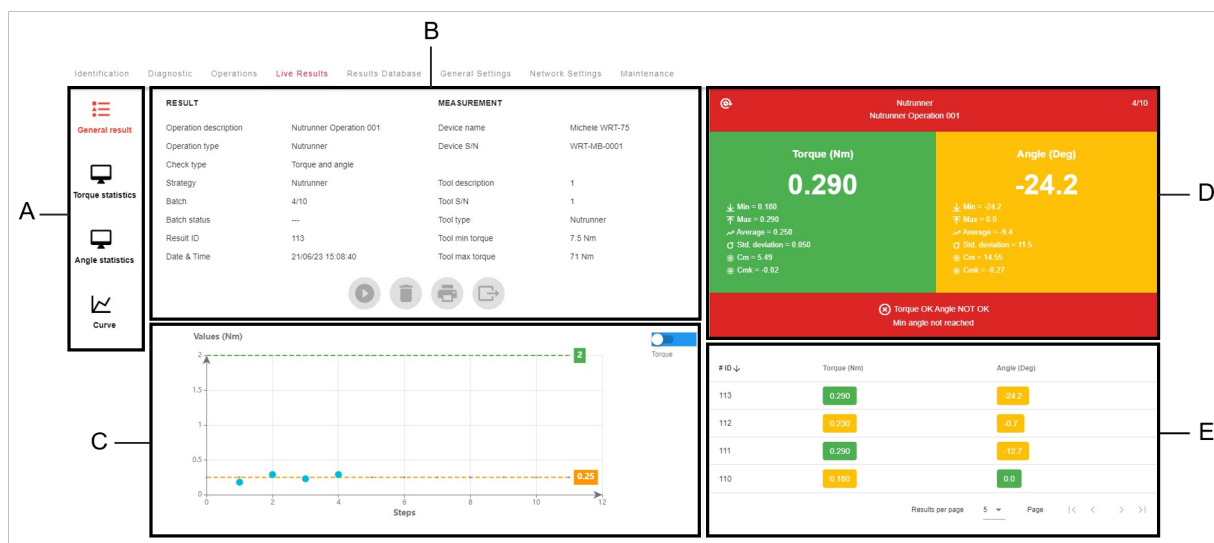 B
Identification Diagnostic Operations Live Results Results Database General Settings Network Settings Maintenance
A
General result
Torque statistics
Angle statistics
Curve
RESULT MEASUREMENT
Operation description Nutrunner Operation 001 Device name Michele WRT-75
Operation type Nutrunner Device S/N WRT-MB-0001
Check type Torque and angle
Strategy Nutrunner Tool description 1
Batch 4/10 Tool S/N 1
Batch status --- Tool type Nutrunner
Result ID 113 Tool min torque 7.5 Nm
Date & Time 21/06/23 15:08:40 Tool max torque 71 Nm
D
Nutrunner 4/10
Nutrunner Operation 001
Torque (Nm) Angle (Deg)
0.290 -24.2
Min = 0.180 Min = -24.2
Max = 0.290 Max = 0.0
Average = 0.250 Average = -9.4
Std. deviation = 0.050 Std. deviation = 11.5
Cm = 5.49 Cm = 14.55
Cmk = -0.02 Cmk = -0.27
Torque OK Angle NOT OK
Min angle not reached
C
Values (Nm)
Torque
2 2
1.5
1
0.5
0.25
0
0 2 4 6 8 10 12
Steps
E
# ID Torque (Nm) Angle (Deg)
113 0.290 -24.2
112 0.230 -0.7
111 0.290 -12.7
110 0.180 0.0
Results per page 5 Page